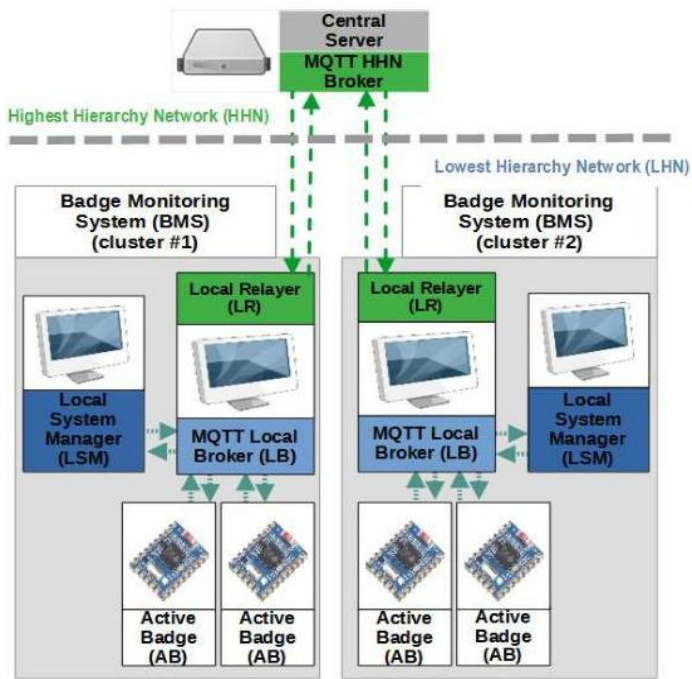 Central
Server
MQTT HHN
Broker
Highest Hierarchy Network (HHN)
Lowest Hierarchy Network (LHN)
Badge Monitoring
System (BMS)
(cluster #1)
Badge Monitoring
System (BMS)
(cluster #2)
Local Relayer
(LR)
Local
System
Manager
(LSM)
MQTT Local
Broker (LB)
Active
Badge
(AB)
Active
Badge
(AB)
Local Relayer
(LR)
MQTT Local
Broker (LB)
Local
System
Manager
(LSM)
Active
Badge
(AB)
Active
Badge
(AB)